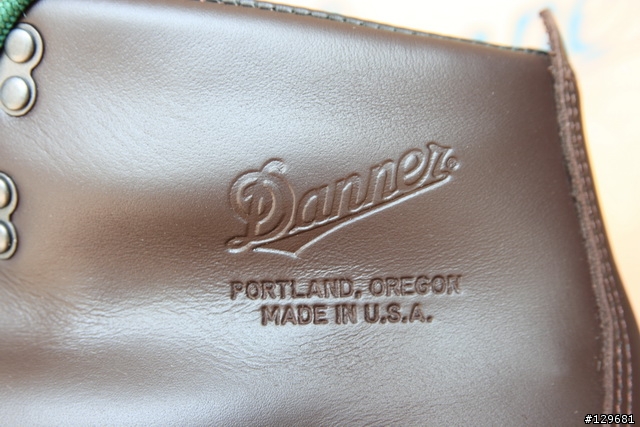 Danner®
PORTLAND, OREGON
MADE IN U.S.A.
#129681